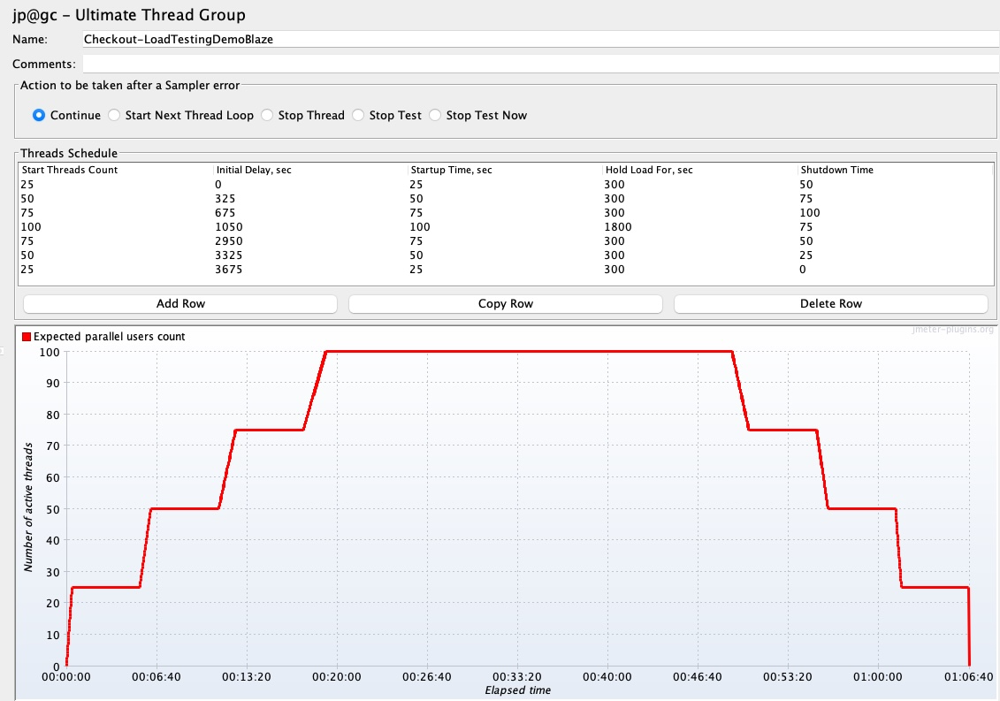 jp@gc - Ultimate Thread Group
Name: Checkout-LoadTestingDemoBlaze
Comments:
Action to be taken after a Sampler error
Continue Start Next Thread Loop Stop Thread Stop Test Stop Test Now
Threads Schedule
Start Threads Count Initial Delay, sec Startup Time, sec Hold Load For, sec Shutdown Time
25 0 25 300 50
50 325 50 300 75
75 675 75 300 100
100 1050 100 1800 75
75 2950 75 300 50
50 3325 50 300 25
25 3675 25 300 0
Add Row Copy Row Delete Row
jmeter-plugins.org
Expected parallel users count
100
90
80
70
60
50
40
30
20
10
0
Number of active threads
00:00:00 00:06:40 00:13:20 00:20:00 00:26:40 00:33:20 00:40:00 00:46:40 00:53:20 01:00:00 01:06:40
Elapsed time